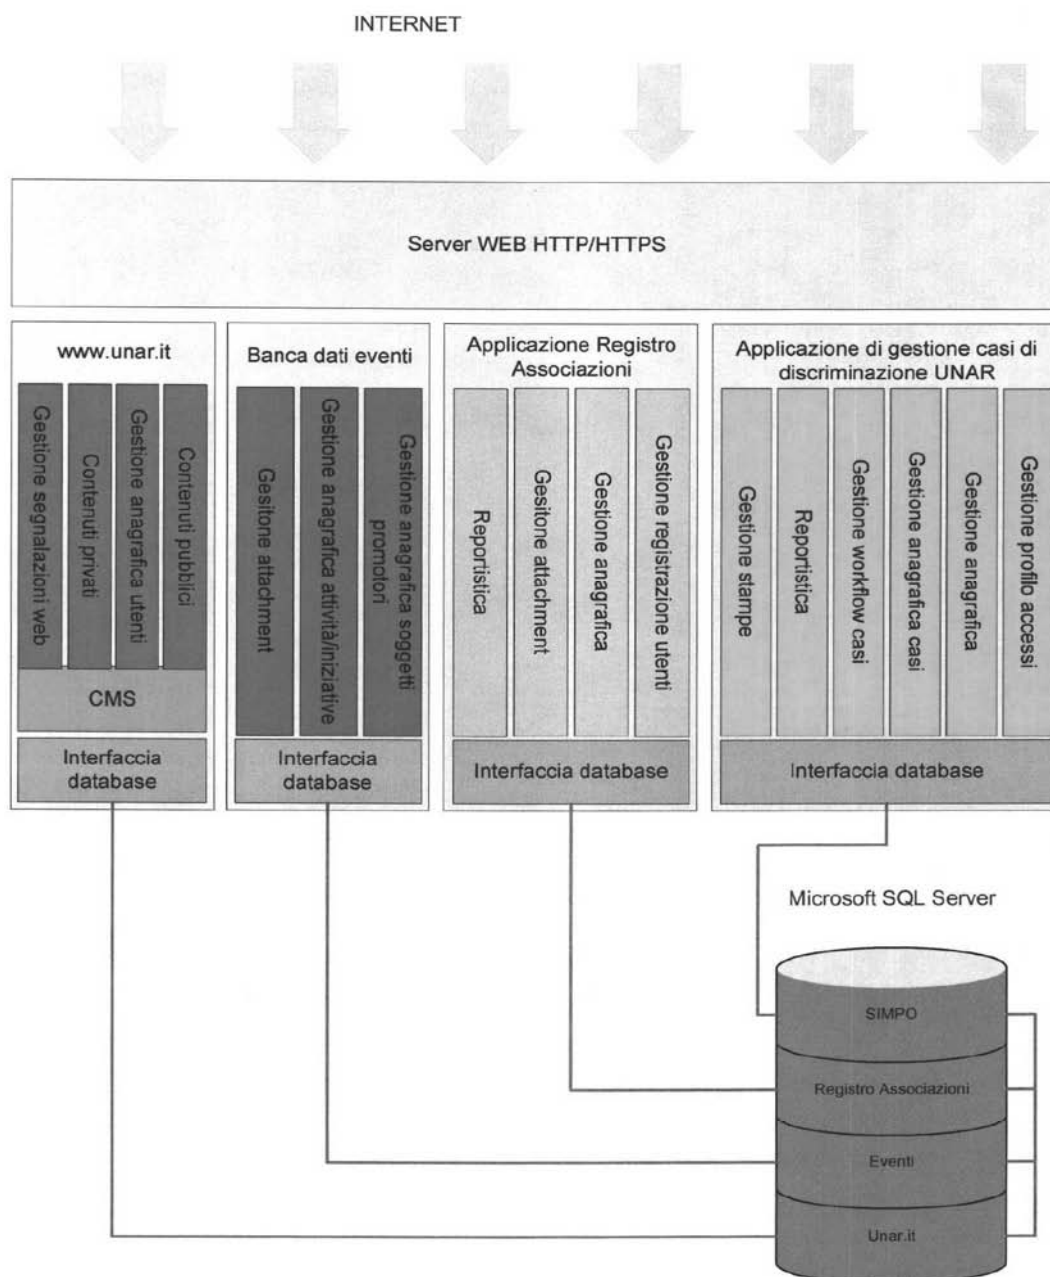 INTERNET
Server WEB HTTP/HTTPS
www.unar.it
Gestione segnalazioni web
Contenuti privati
Gestione anagrafica utenti
Contenuti pubblici
CMS
Interfaccia
database
Banca dati eventi
Gesitone attachment
Gestione anagrafica attività/iniziative
Gestione anagrafica soggetti
promotori
Interfaccia
database
Applicazione Registro
Associazioni
Reportistica
Gesitone attachment
Gestione anagrafica
Gestione registrazione utenti
Interfaccia database
Applicazione di gestione casi di
discriminazione UNAR
Gestione stampe
Reportistica
Gestione workflow casi
Gestione anagrafica casi
Gestione anagrafica
Gestione profilo accessi
Interfaccia database
Microsoft SQL Server
SIMPO
Registro Associazioni
Eventi
Unar.it